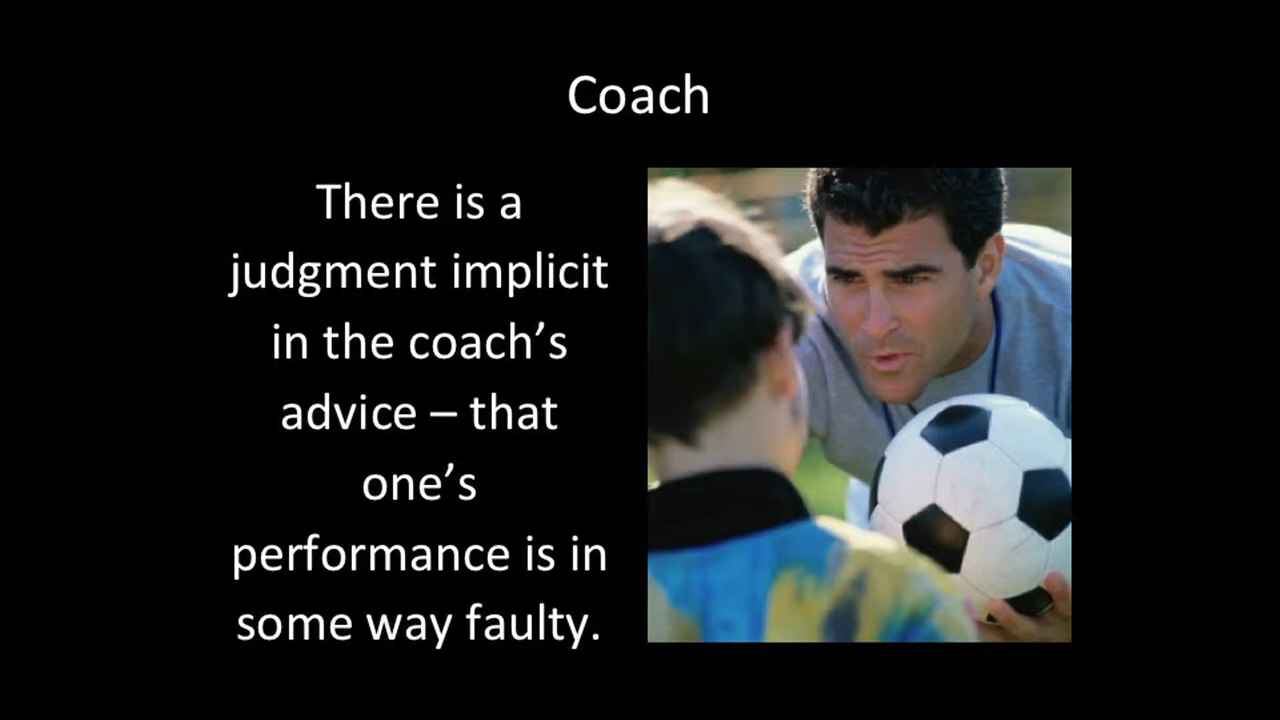 Coach
There is a
judgment implicit
in the coach’s
advice – that
one’s
performance is in
some way faulty.